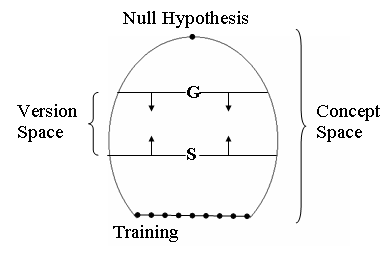 Null Hypothesis
G
Version
Space
Concept
Space
S
Training